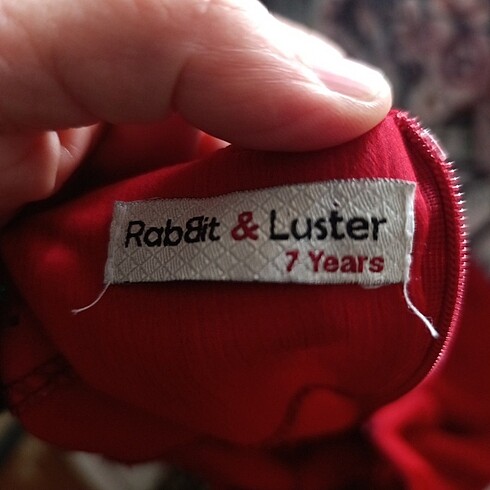 RabBit & Luster
7 Years